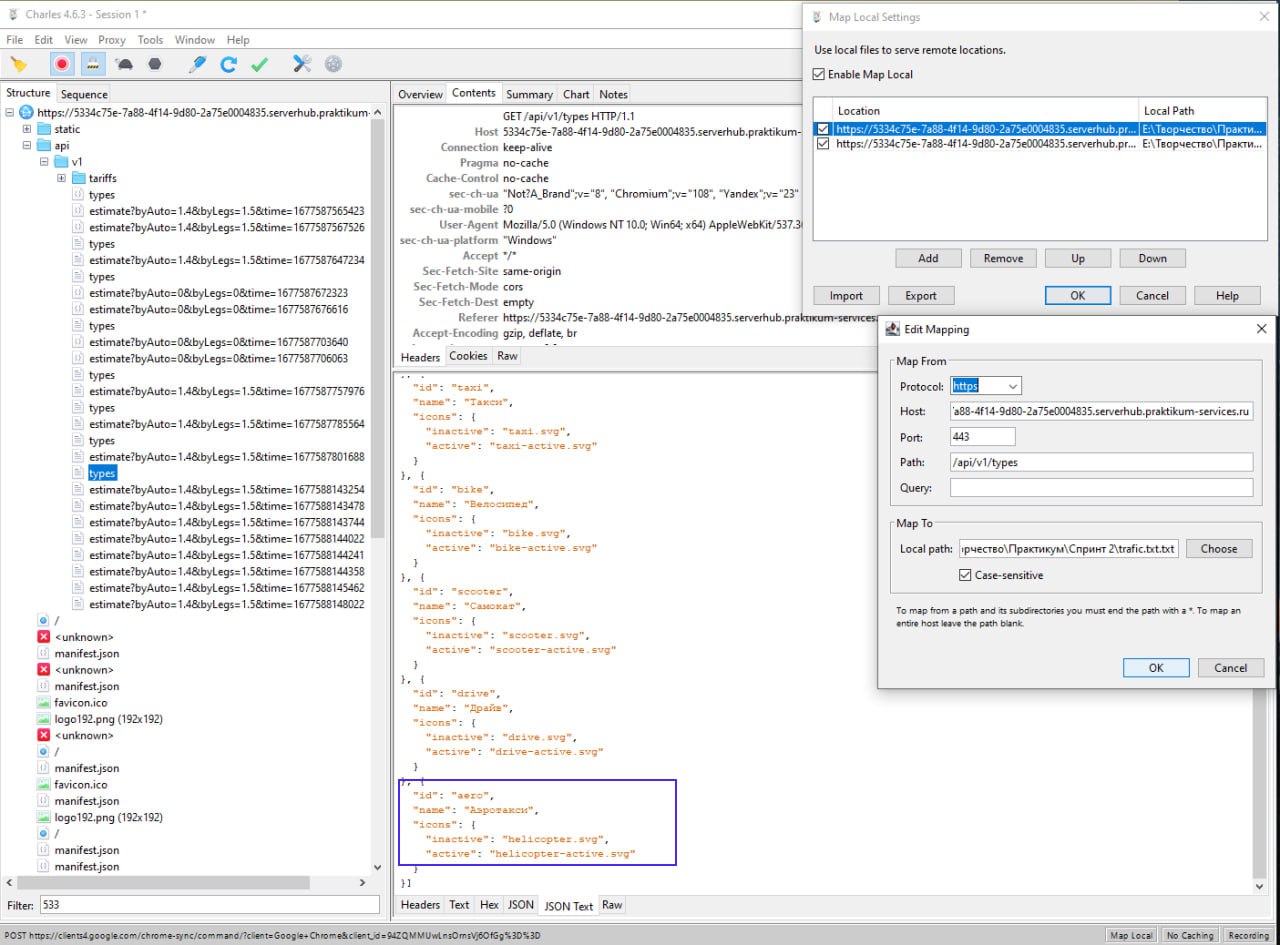 Charles 4.6.3 - Session 1 *
File Edit View Proxy Tools Window Help
Structure Sequence
https://5334c75e-7a88-4f14-9d80-2a75e0004835.serverhub.praktikum-
static
api
v1
tariffs
types
estimate?byAuto=1.4&byLegs=1.5&time=1677587565423
estimate?byAuto=1.4&byLegs=1.5&time=1677587567526
types
estimate?byAuto=1.4&byLegs=1.5&time=1677587647234
types
estimate?byAuto=0&byLegs=0&time=1677587672323
estimate?byAuto=0&byLegs=0&time=1677587676616
types
estimate?byAuto=0&byLegs=0&time=1677587703640
estimate?byAuto=0&byLegs=0&time=1677587706063
types
estimate?byAuto=1.4&byLegs=1.5&time=1677587757976
types
estimate?byAuto=1.4&byLegs=1.5&time=1677587785564
types
estimate?byAuto=1.4&byLegs=1.5&time=1677587801688
types
estimate?byAuto=1.4&byLegs=1.5&time=1677588143254
estimate?byAuto=1.4&byLegs=1.5&time=1677588143478
estimate?byAuto=1.4&byLegs=1.5&time=1677588143744
estimate?byAuto=1.4&byLegs=1.5&time=1677588144022
estimate?byAuto=1.4&byLegs=1.5&time=1677588144241
estimate?byAuto=1.4&byLegs=1.5&time=1677588144358
estimate?byAuto=1.4&byLegs=1.5&time=1677588145462
estimate?byAuto=1.4&byLegs=1.5&time=1677588148022
/
<unknown>
manifest.json
<unknown>
manifest.json
favicon.ico
logo192.png (192x192)
<unknown>
/
manifest.json
favicon.ico
manifest.json
logo192.png (192x192)
/
manifest.json
manifest.json
Filter: 533
Overview Contents Summary Chart Notes
GET /api/v1/types HTTP/1.1
Host 5334c75e-7a88-4f14-9d80-2a75e0004835.serverhub.praktikum-
Connection keep-alive
Pragma no-cache
Cache-Control no-cache
sec-ch-ua "Not?A_Brand";v="8", "Chromium";v="108", "Yandex";v="23"
sec-ch-ua-mobile ?0
User-Agent Mozilla/5.0 (Windows NT 10.0; Win64; x64) AppleWebKit/537.3
sec-ch-ua-platform "Windows"
Accept */*
Sec-Fetch-Site same-origin
Sec-Fetch-Mode cors
Sec-Fetch-Dest empty
Referer https://5334c75e-7a88-4f14-9d80-2a75e0004835.serverhub.praktikum-services.
Accept-Encoding gzip, deflate, br
Headers Cookies Raw
}, {
"id": "taxi",
"name": "Такси",
"icons": {
"inactive": "taxi.svg",
"active": "taxi-active.svg"
}
}, {
"id": "bike",
"name": "Велосипед",
"icons": {
"inactive": "bike.svg",
"active": "bike-active.svg"
}
}, {
"id": "scooter",
"name": "Самокат",
"icons": {
"inactive": "scooter.svg",
"active": "scooter-active.svg"
}
}, {
"id": "drive",
"name": "Драйв",
"icons": {
"inactive": "drive.svg",
"active": "drive-active.svg"
}
}, {
"id": "aero",
"name": "Аэротакси",
"icons": {
"inactive": "helicopter.svg",
"active": "helicopter-active.svg"
}
}]
Headers Text Hex JSON JSON Text Raw
Map Local Settings
Use local files to serve remote locations.
Enable Map Local
Location Local Path
https://5334c75e-7a88-4f14-9d80-2a75e0004835.serverhub.pr... E:\Творчество\Практи...
https://5334c75e-7a88-4f14-9d80-2a75e0004835.serverhub.pr... E:\Творчество\Практи...
Add Remove Up Down
Import Export OK Cancel Help
Edit Mapping
Map From
Protocol: https
Host: 'a88-4f14-9d80-2a75e0004835.serverhub.praktikum-services.ru
Port: 443
Path: /api/v1/types
Query:
Map To
Local path: рчество\Практикум\Спринт 2\trafic.txt.txt Choose
Case-sensitive
To map from a path and its subdirectories you must end the path with a *. To map an
entire host leave the path blank.
OK Cancel
POST https://clients4.google.com/chrome-sync/command/?client=Google+Chrome&client_id=94ZQMMUwLnsOrnsVj6OfGg%3D%3D
Map Local No Caching Recording